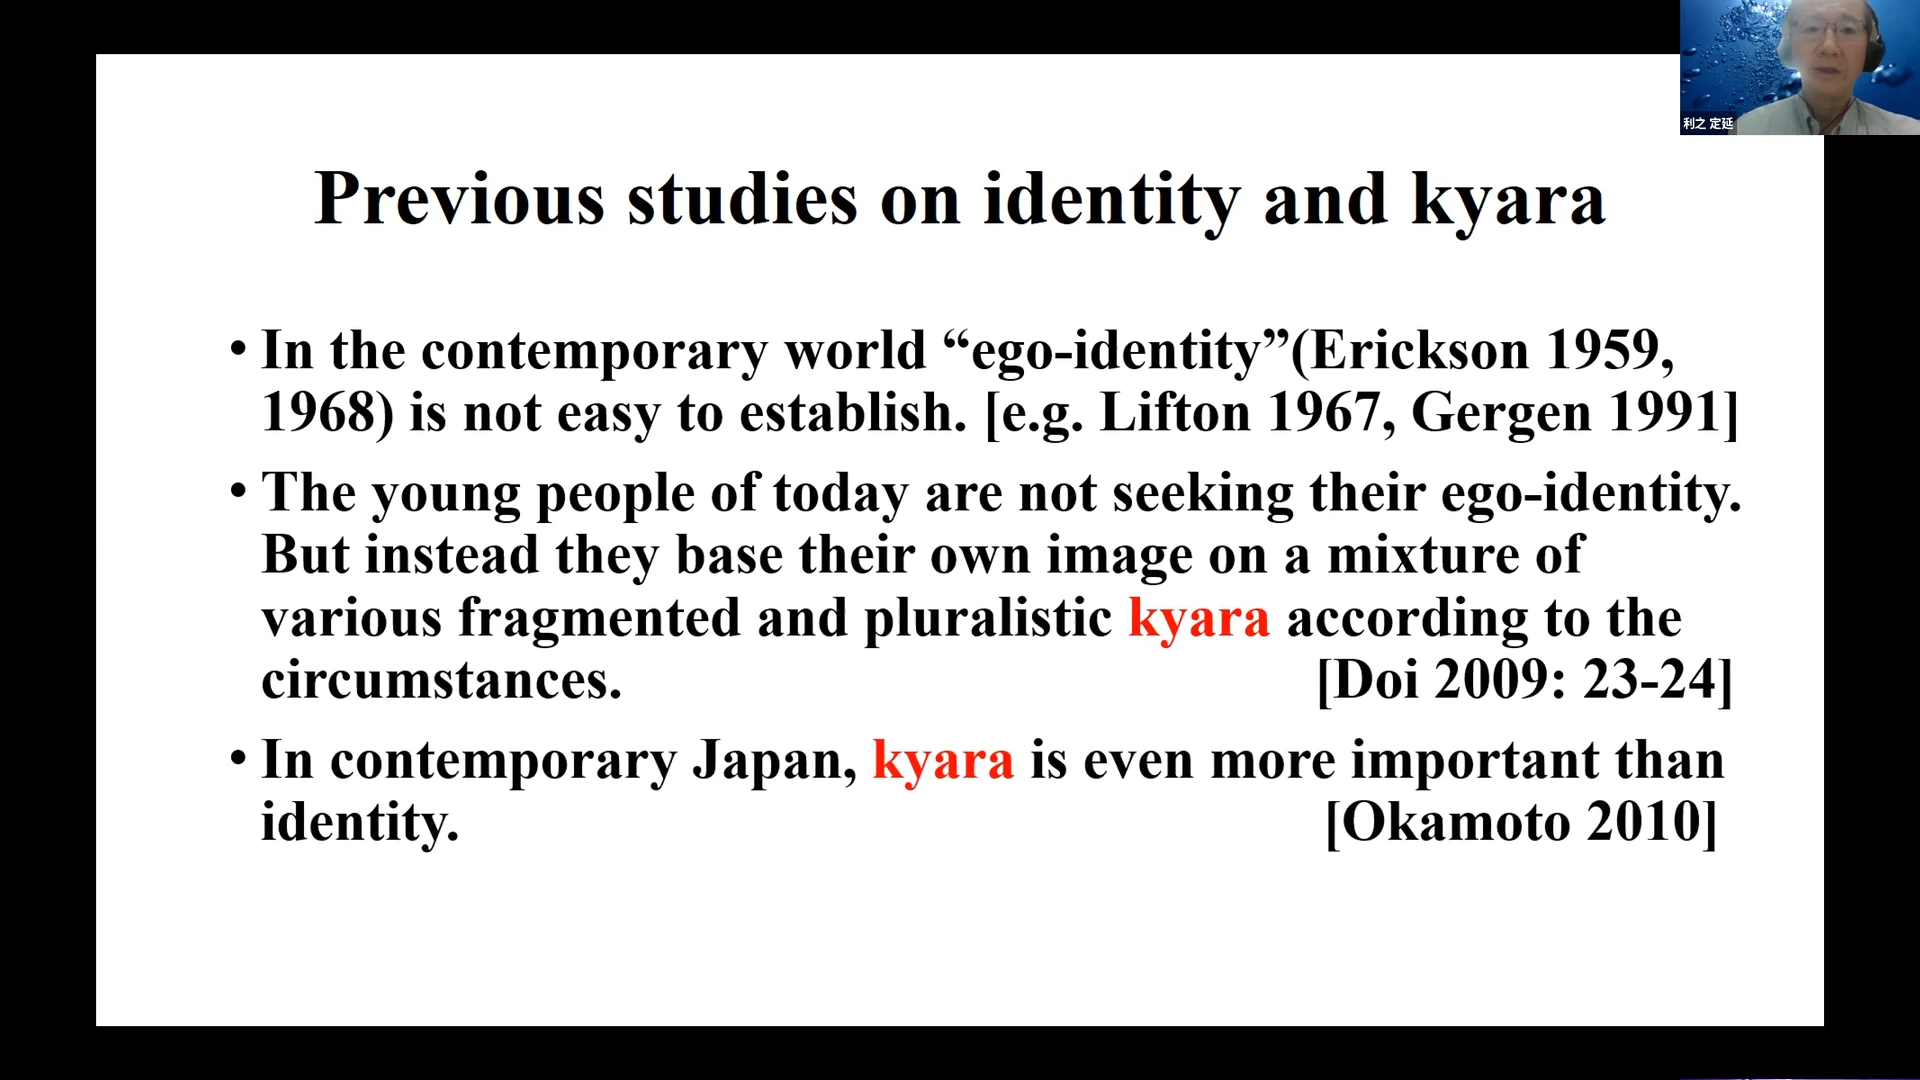 利之 定延
Previous studies on identity and kyara
• In the contemporary world “ego-identity”(Erickson 1959,
1968) is not easy to establish. [e.g. Lifton 1967, Gergen 1991]
• The young people of today are not seeking their ego-identity.
But instead they base their own image on a mixture of
various fragmented and pluralistic kyara according to the
circumstances. [Doi 2009: 23-24]
• In contemporary Japan, kyara is even more important than
identity. [Okamoto 2010]